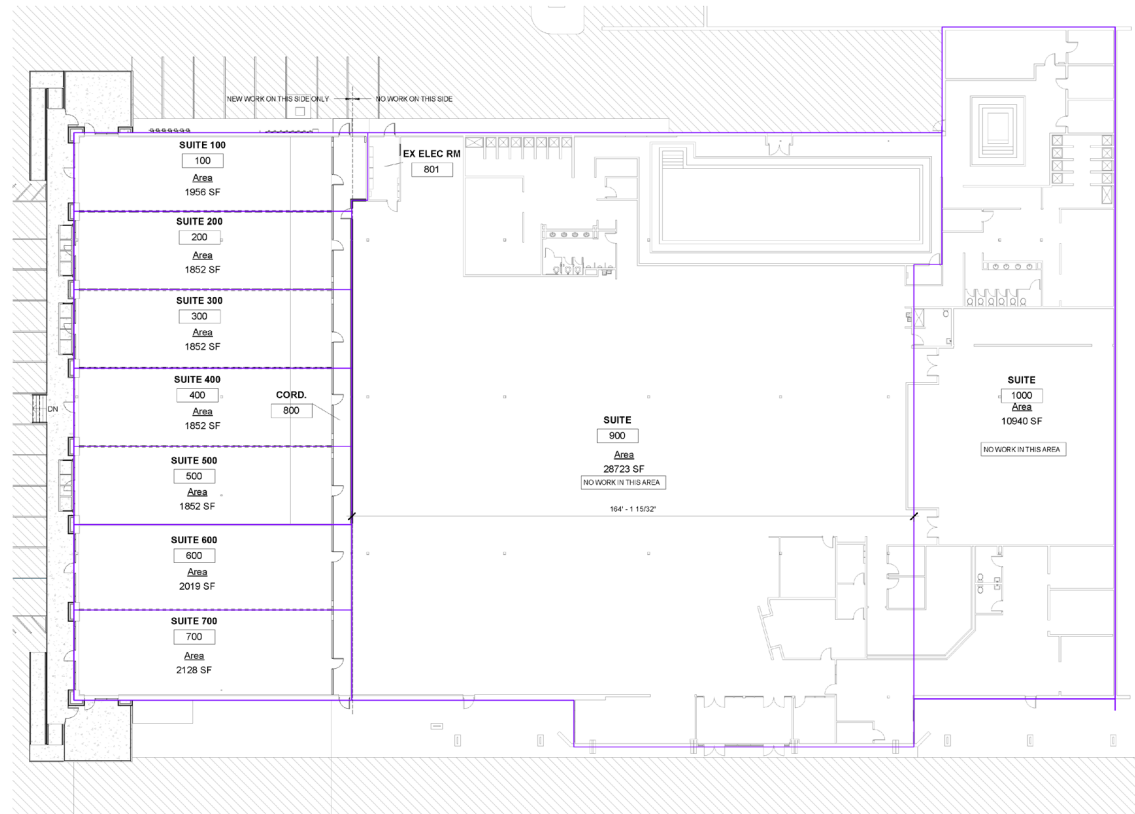 NEW WORK ON THIS SIDE ONLY
NO WORK ON THIS SIDE
SUITE 100
100
Area
1956 SF
EX ELEC RM
801
SUITE 200
200
Area
1852 SF
SUITE 300
300
Area
1852 SF
SUITE 400
400
Area
1852 SF
CORD.
800
DN
SUITE 500
500
Area
1852 SF
SUITE 600
600
Area
2019 SF
SUITE 700
700
Area
2128 SF
SUITE
900
Area
28723 SF
NO WORK IN THIS AREA
164' - 1 15/32"
SUITE
1000
Area
10940 SF
NO WORK IN THIS AREA